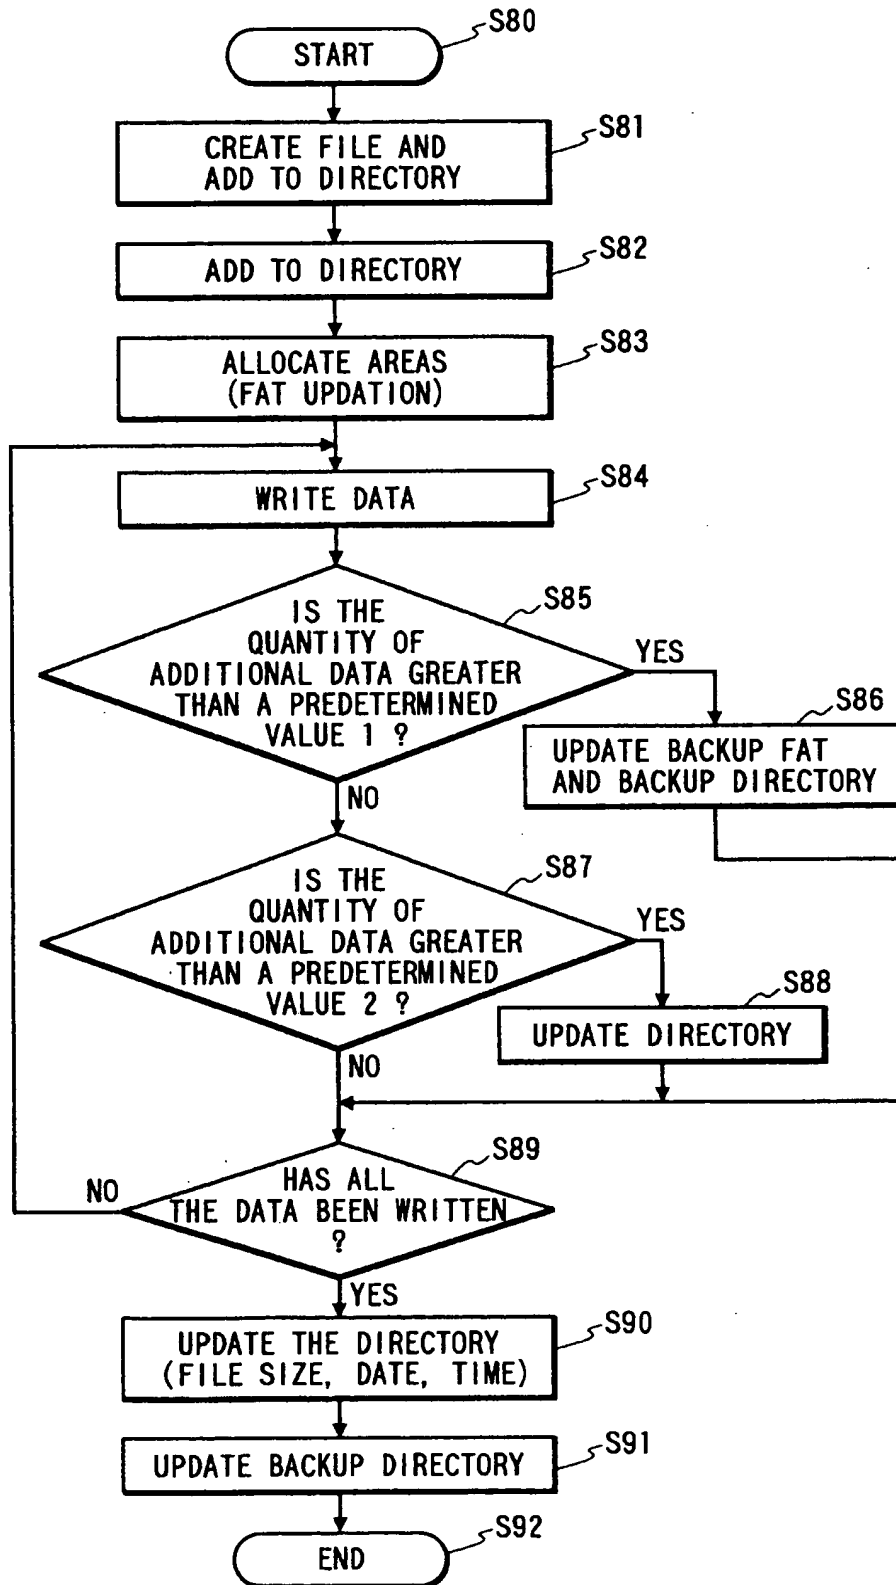 S80
START
S81
CREATE FILE AND
ADD TO DIRECTORY
S82
ADD TO DIRECTORY
S83
ALLOCATE AREAS
(FAT UPDATION)
S84
WRITE DATA
S85
IS THE
QUANTITY OF
ADDITIONAL DATA GREATER
THAN A PREDETERMINED
VALUE 1 ?
YES
S86
UPDATE BACKUP FAT
AND BACKUP DIRECTORY
NO
S87
IS THE
QUANTITY OF
ADDITIONAL DATA GREATER
THAN A PREDETERMINED
VALUE 2 ?
YES
S88
UPDATE DIRECTORY
NO
S89
HAS ALL
THE DATA BEEN WRITTEN
?
NO
YES
S90
UPDATE THE DIRECTORY
(FILE SIZE, DATE, TIME)
S91
UPDATE BACKUP DIRECTORY
S92
END